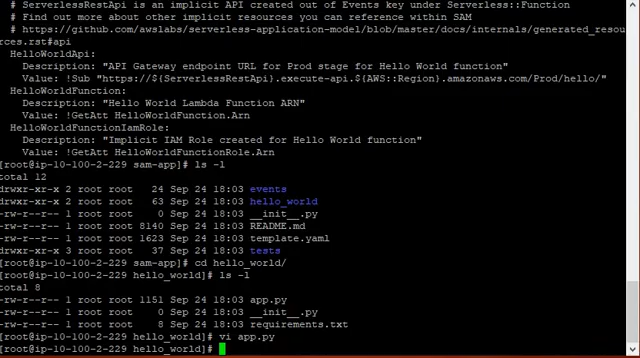 # ServerlessRestApi is an implicit API created out of Events key under Serverless::Function
# Find out more about other implicit resources you can reference within SAM
# https://github.com/awslabs/serverless-application-model/blob/master/docs/internals/generated_resou
rces.rst#api
HelloWorldApi:
Description: "API Gateway endpoint URL for Prod stage for Hello World function"
Value: !Sub "https://${ServerlessRestApi}.execute-api.${AWS::Region}.amazonaws.com/Prod/hello/"
HelloWorldFunction:
Description: "Hello World Lambda Function ARN"
Value: !GetAtt HelloWorldFunction.Arn
HelloWorldFunctionIamRole:
Description: "Implicit IAM Role created for Hello World function"
Value: !GetAtt HelloWorldFunctionRole.Arn
[root@ip-10-100-2-229 sam-app]# ls -l
total 12
drwxr-xr-x 2 root root 24 Sep 24 18:03 events
drwxr-xr-x 2 root root 63 Sep 24 18:03 hello_world
-rw-r--r-- 1 root root 0 Sep 24 18:03 __init__.py
-rw-r--r-- 1 root root 8140 Sep 24 18:03 README.md
-rw-r--r-- 1 root root 1623 Sep 24 18:03 template.yaml
drwxr-xr-x 3 root root 37 Sep 24 18:03 tests
[root@ip-10-100-2-229 sam-app]# cd hello_world/
[root@ip-10-100-2-229 hello_world]# ls -l
total 8
-rw-r--r-- 1 root root 1151 Sep 24 18:03 app.py
-rw-r--r-- 1 root root 0 Sep 24 18:03 __init__.py
-rw-r--r-- 1 root root 8 Sep 24 18:03 requirements.txt
[root@ip-10-100-2-229 hello_world]# vi app.py
[root@ip-10-100-2-229 hello_world]#